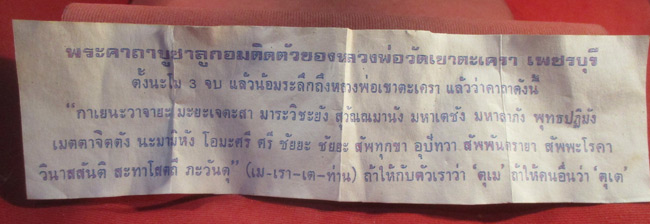 พระคาถาบูชาลูกอมติดตัวของหลวงพ่อวัดเขาตะเครา เพชรบุรี
ตั้งนะโม 3 จบ แล้วน้อมระลึกถึงหลวงพ่อเขาตะเครา แล้วว่าคาถาดังนี้
"กาเยนะวาจายะ มะยะเจตะสา มาระวิชะยัง สุวัณณมานัง มหาเตชัง มหาลาภัง พุทธปฏิมัง
เมตตาจิตตัง นะมามิหัง โอมะศรี ศรี ชัยยะ ชัยยะ สัพทุกขา อุปัทวา สัพพันตรายา สัพพะโรคา
วินาสสันติ สะทาโสตถี ภะวันตุ" (เม-เรา-เต-ท่าน) ถ้าให้กับตัวเราว่า 'ตุเม' ถ้าให้คนอื่นว่า 'ตุเต'